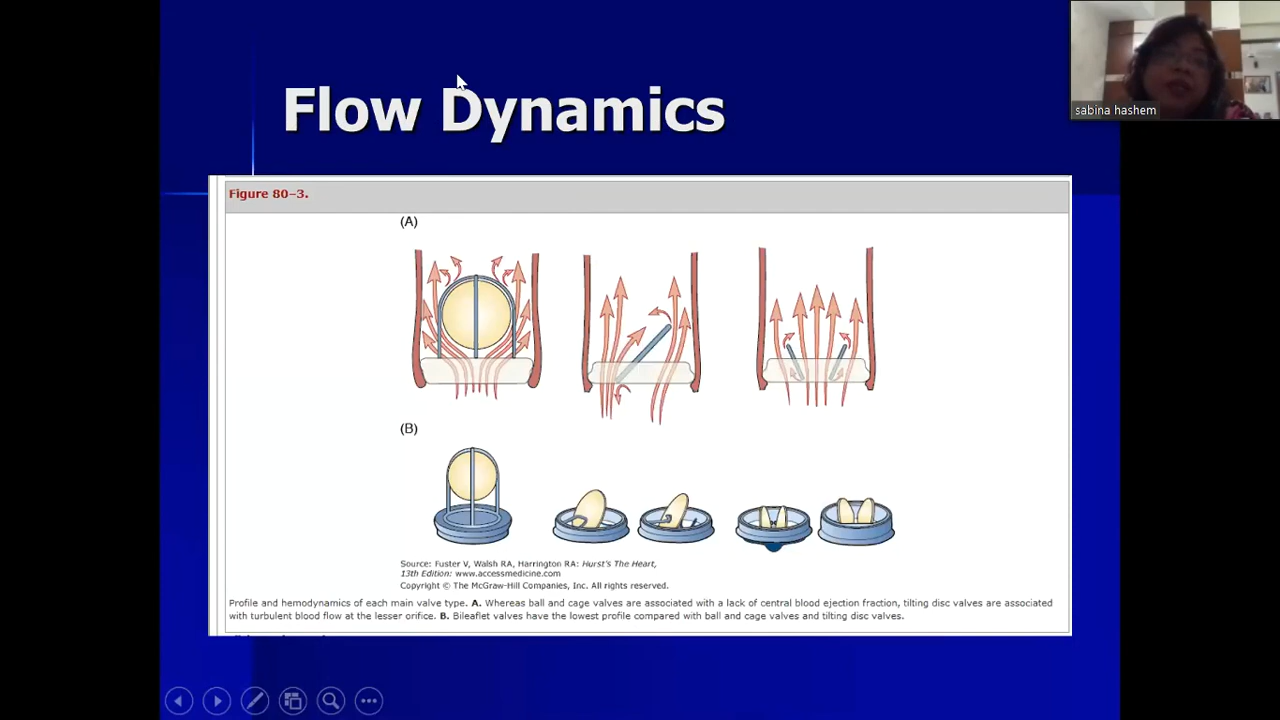 sabina hashem
Flow Dynamics
Figure 80–3.
(A)
(B)
Source: Fuster V, Walsh RA, Harrington RA: Hurst's The Heart,
13th Edition: www.accessmedicine.com
Copyright © The McGraw-Hill Companies, Inc. All rights reserved.
Profile and hemodynamics of each main valve type. A. Whereas ball and cage valves are associated with a lack of central blood ejection fraction, tilting disc valves are associated
with turbulent blood flow at the lesser orifice. B. Bileaflet valves have the lowest profile compared with ball and cage valves and tilting disc valves.